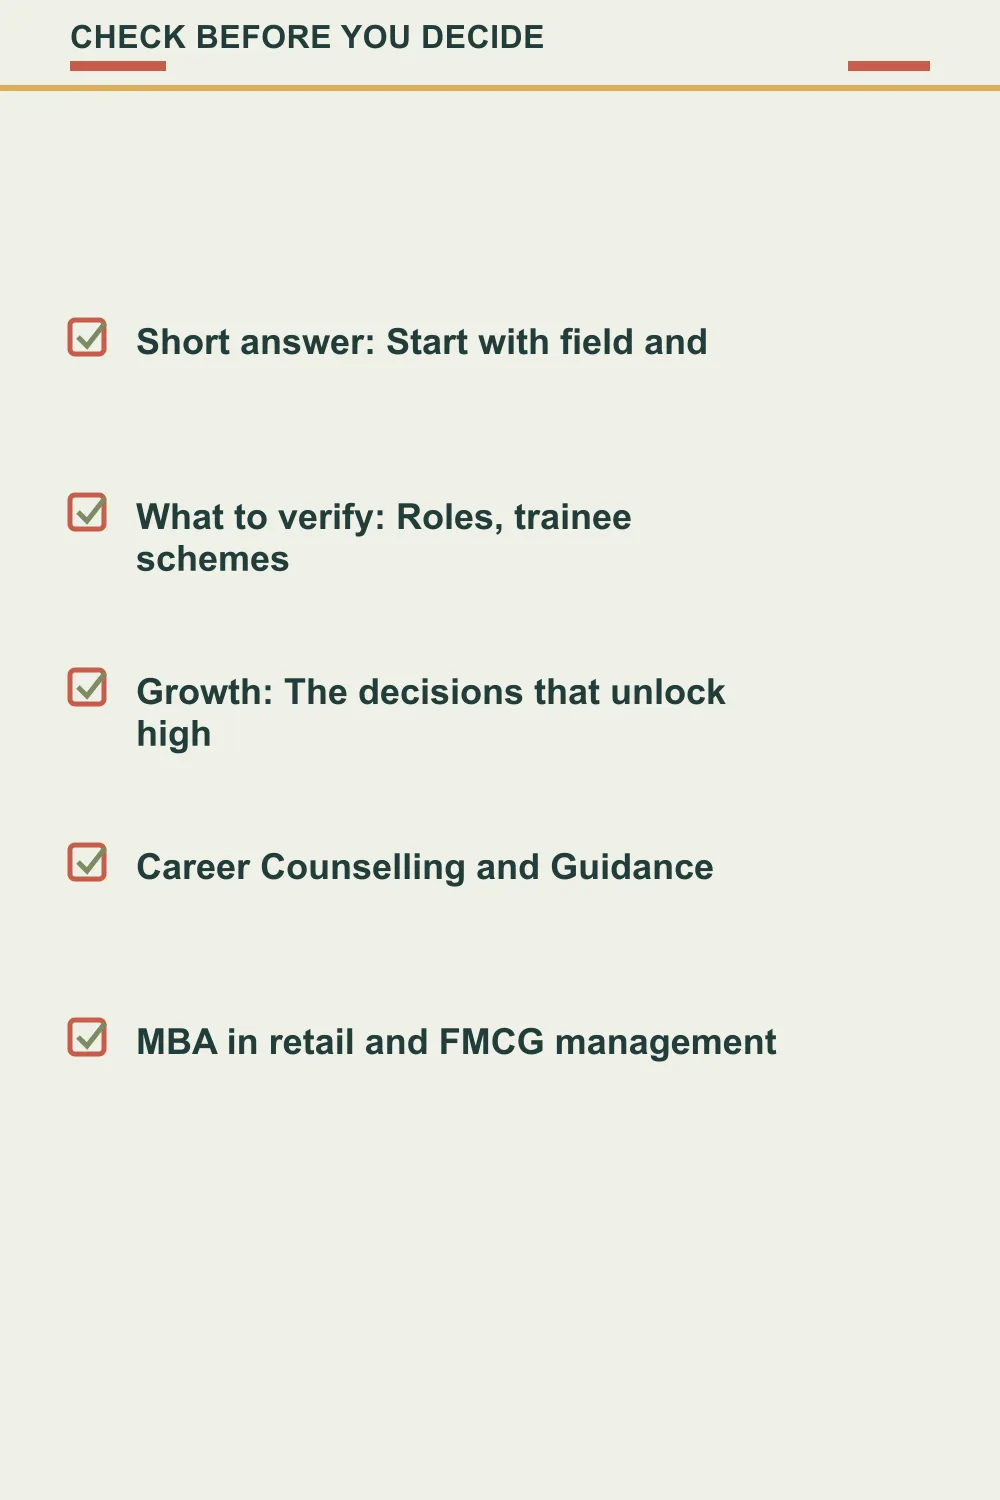 CHECK BEFORE YOU DECIDE
Short answer: Start with field and
What to verify: Roles, trainee
schemes
Growth: The decisions that unlock
high
Career Counselling and Guidance
MBA in retail and FMCG management